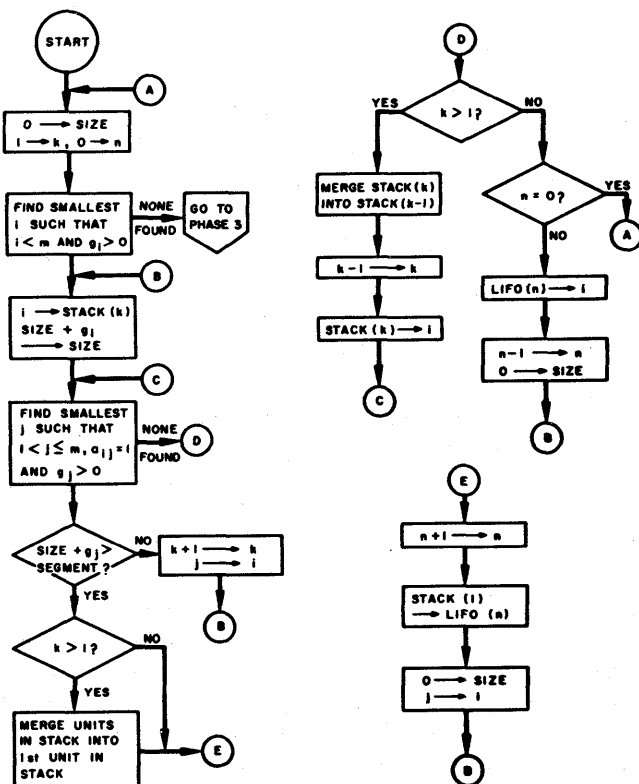 START
A
0 → SIZE
1 → k, 0 → n
FIND SMALLEST
i SUCH THAT
i < m AND gᵢ > 0
NONE
FOUND
GO TO
PHASE 3
B
i → STACK (k)
SIZE + gᵢ
→ SIZE
C
FIND SMALLEST
j SUCH THAT
i < j ≤ m, aᵢⱼ = 1
AND gⱼ > 0
NONE
FOUND
D
SIZE + gⱼ >
SEGMENT ?
NO
k + 1 → k
j → i
B
YES
k > 1?
NO
YES
MERGE UNITS
IN STACK INTO
1st UNIT IN
STACK
E
D
k > 1?
YES
NO
MERGE STACK(k)
INTO STACK(k-1)
k-1 → k
STACK (k) → i
C
n = 0?
YES
A
NO
LIFO (n) → i
n-1 → n
0 → SIZE
B
E
n+1 → n
STACK (1)
→ LIFO (n)
0 → SIZE
j → i
B